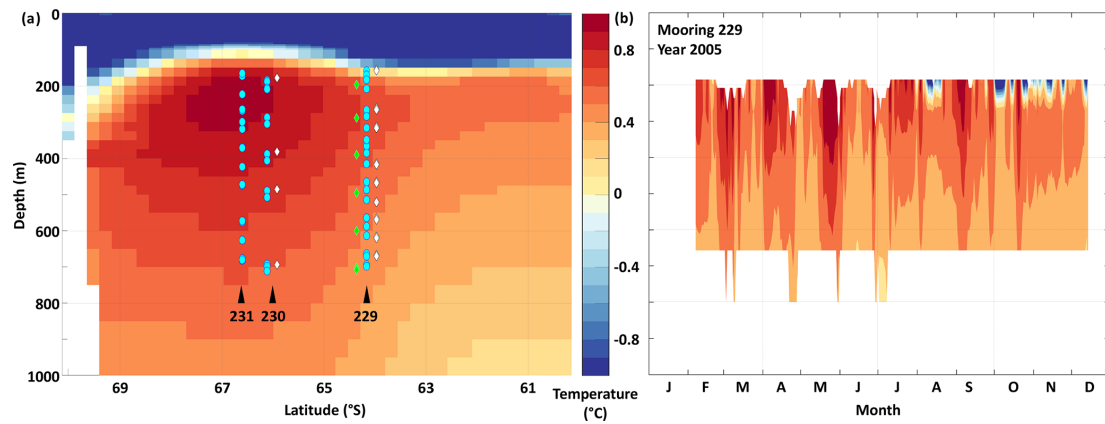 (a)
0
200
400
600
800
1000
Depth (m)
231
230
229
69
67
65
63
61
Latitude (°S)
0.8
0.4
0
-0.4
-0.8
Temperature
(°C)
(b)
Mooring 229
Year 2005
J F M A M J J A S O N D
Month